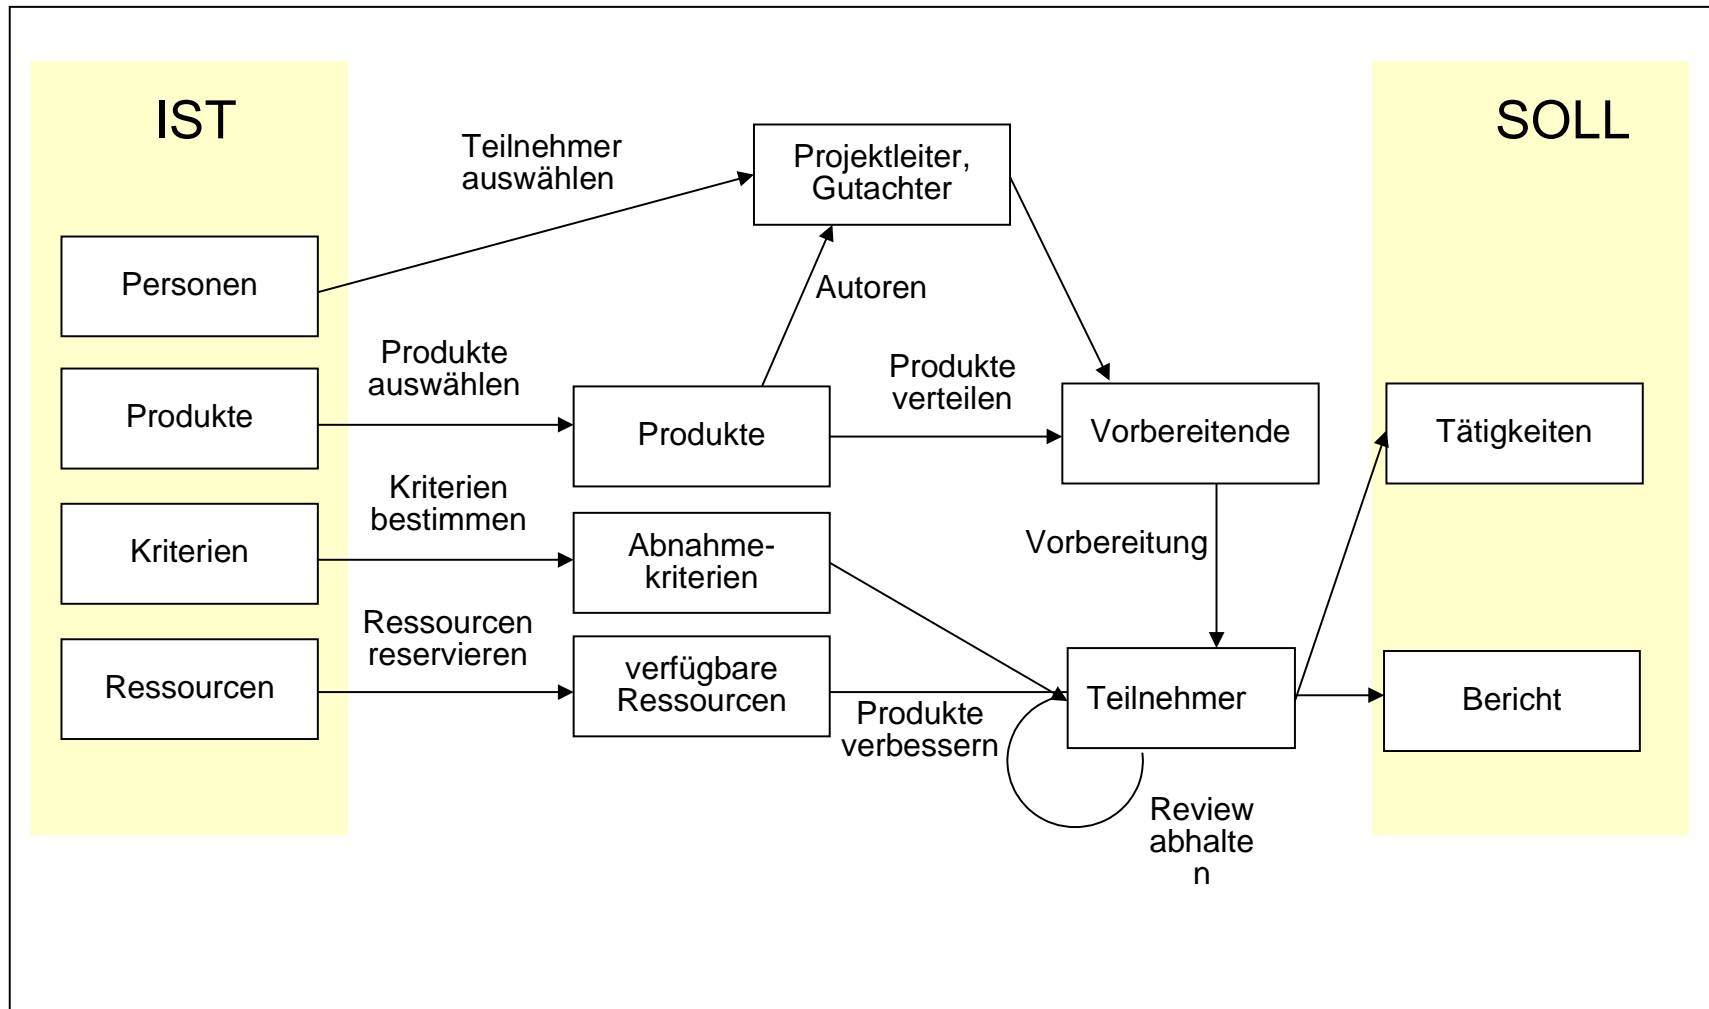 IST
SOLL
Teilnehmer
auswählen
Projektleiter,
Gutachter
Personen
Autoren
Produkte
auswählen
Produkte
verteilen
Produkte
Produkte
Vorbereitende
Tätigkeiten
Kriterien
bestimmen
Kriterien
Abnahme-
kriterien
Vorbereitung
Ressourcen
reservieren
Ressourcen
verfügbare
Ressourcen
Teilnehmer
Bericht
Produkte
verbessern
Review
abhalte
n